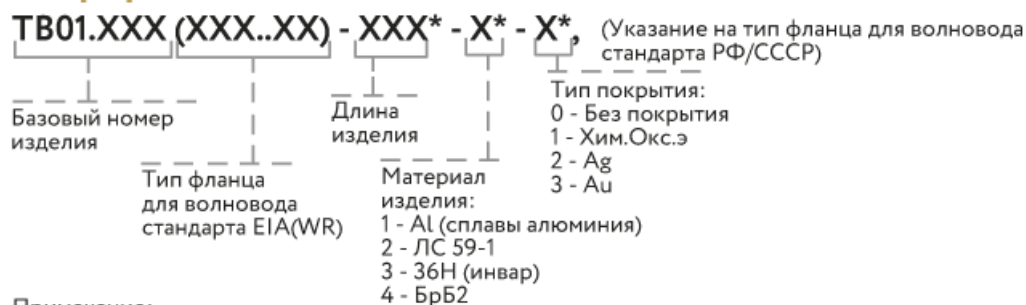 ТВ01.XXX (XXX..XX) - XXX* - X* - X*, (Указание на тип фланца для волновода
стандарта РФ/СССР)
Базовый номер
изделия
Тип фланца
для волновода
стандарта EIA(WR)
Длина
изделия
Материал
изделия:
1 - Al (сплавы алюминия)
2 - ЛС 59-1
3 - 36Н (инвар)
4 - БрБ2
Тип покрытия:
0 - Без покрытия
1 - Хим.Окс.э
2 - Ag
3 - Au